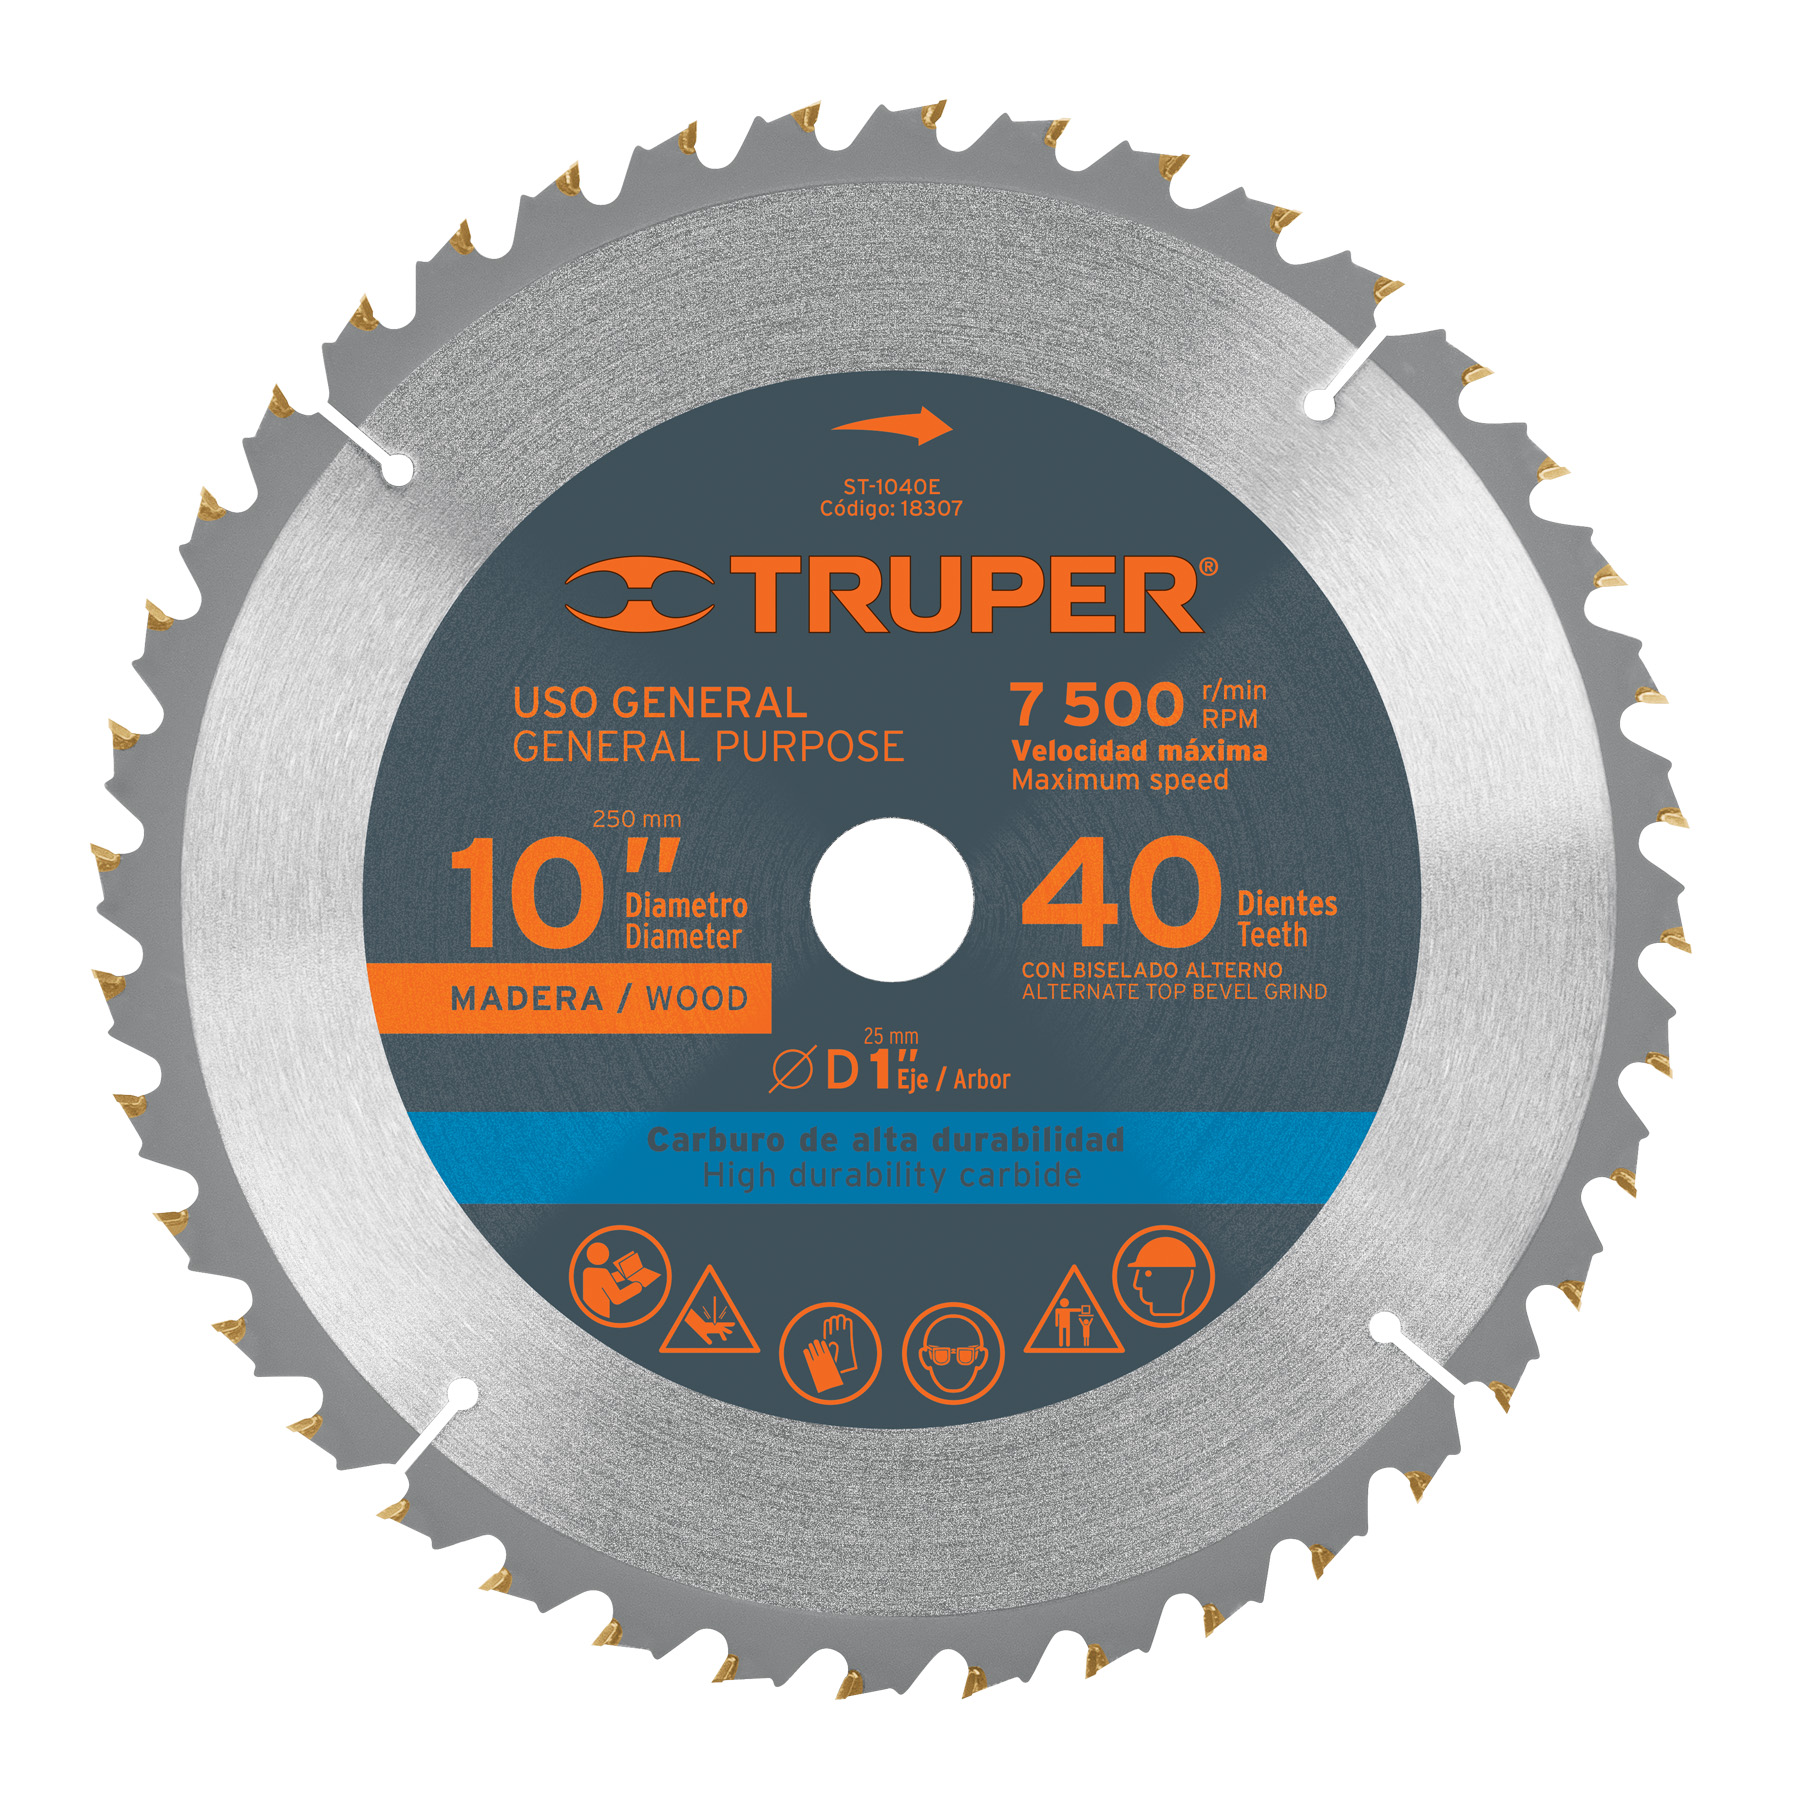 ST-1040E
Código: 18307
TRUPER®
USO GENERAL
GENERAL PURPOSE
7 500 r/min
RPM
Velocidad máxima
Maximum speed
250 mm
10"
Diametro
Diameter
MADERA / WOOD
40
Dientes
Teeth
CON BISELADO ALTERNO
ALTERNATE TOP BEVEL GRIND
25 mm
Ø D 1"
Eje / Arbor
Carburo de alta durabilidad
High durability carbide